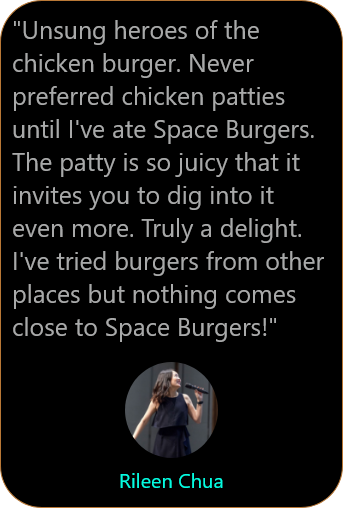 "Unsung heroes of the
chicken burger. Never
preferred chicken patties
until I've ate Space Burgers.
The patty is so juicy that it
invites you to dig into it
even more. Truly a delight.
I've tried burgers from other
places but nothing comes
close to Space Burgers!"
Rileen Chua